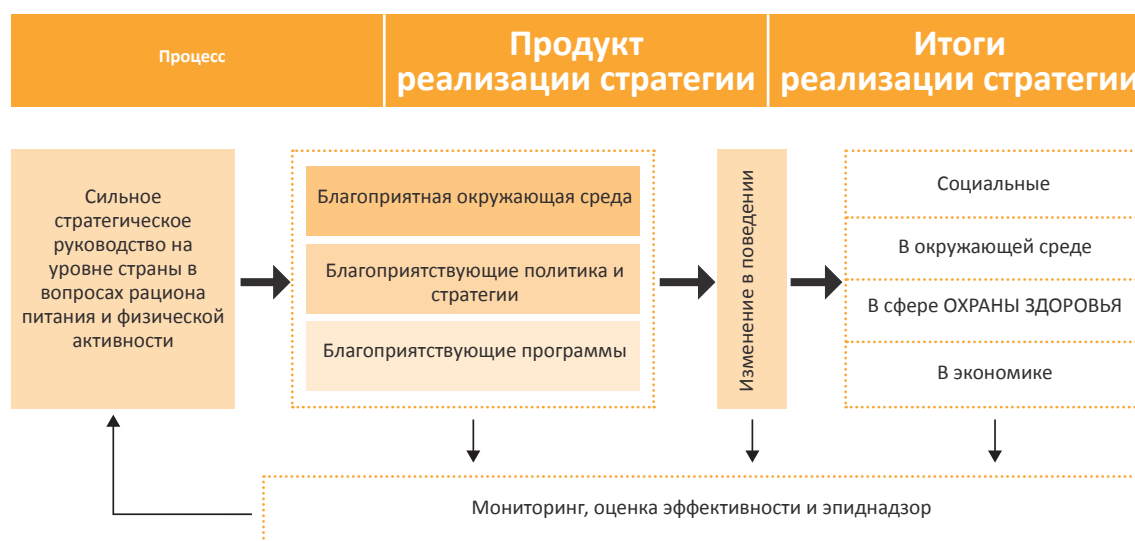 Процесс
Продукт
реализации стратегии
Итоги
реализации стратегии
Сильное
стратегическое
руководство на
уровне страны в
вопросах рациона
питания и физической
активности
Благоприятная окружающая среда
Благоприятствующие политика и
стратегии
Благоприятствующие программы
Изменение в поведении
Социальные
В окружающей среде
В сфере ОХРАНЫ ЗДОРОВЬЯ
В экономике
Мониторинг, оценка эффективности и эпиднадзор